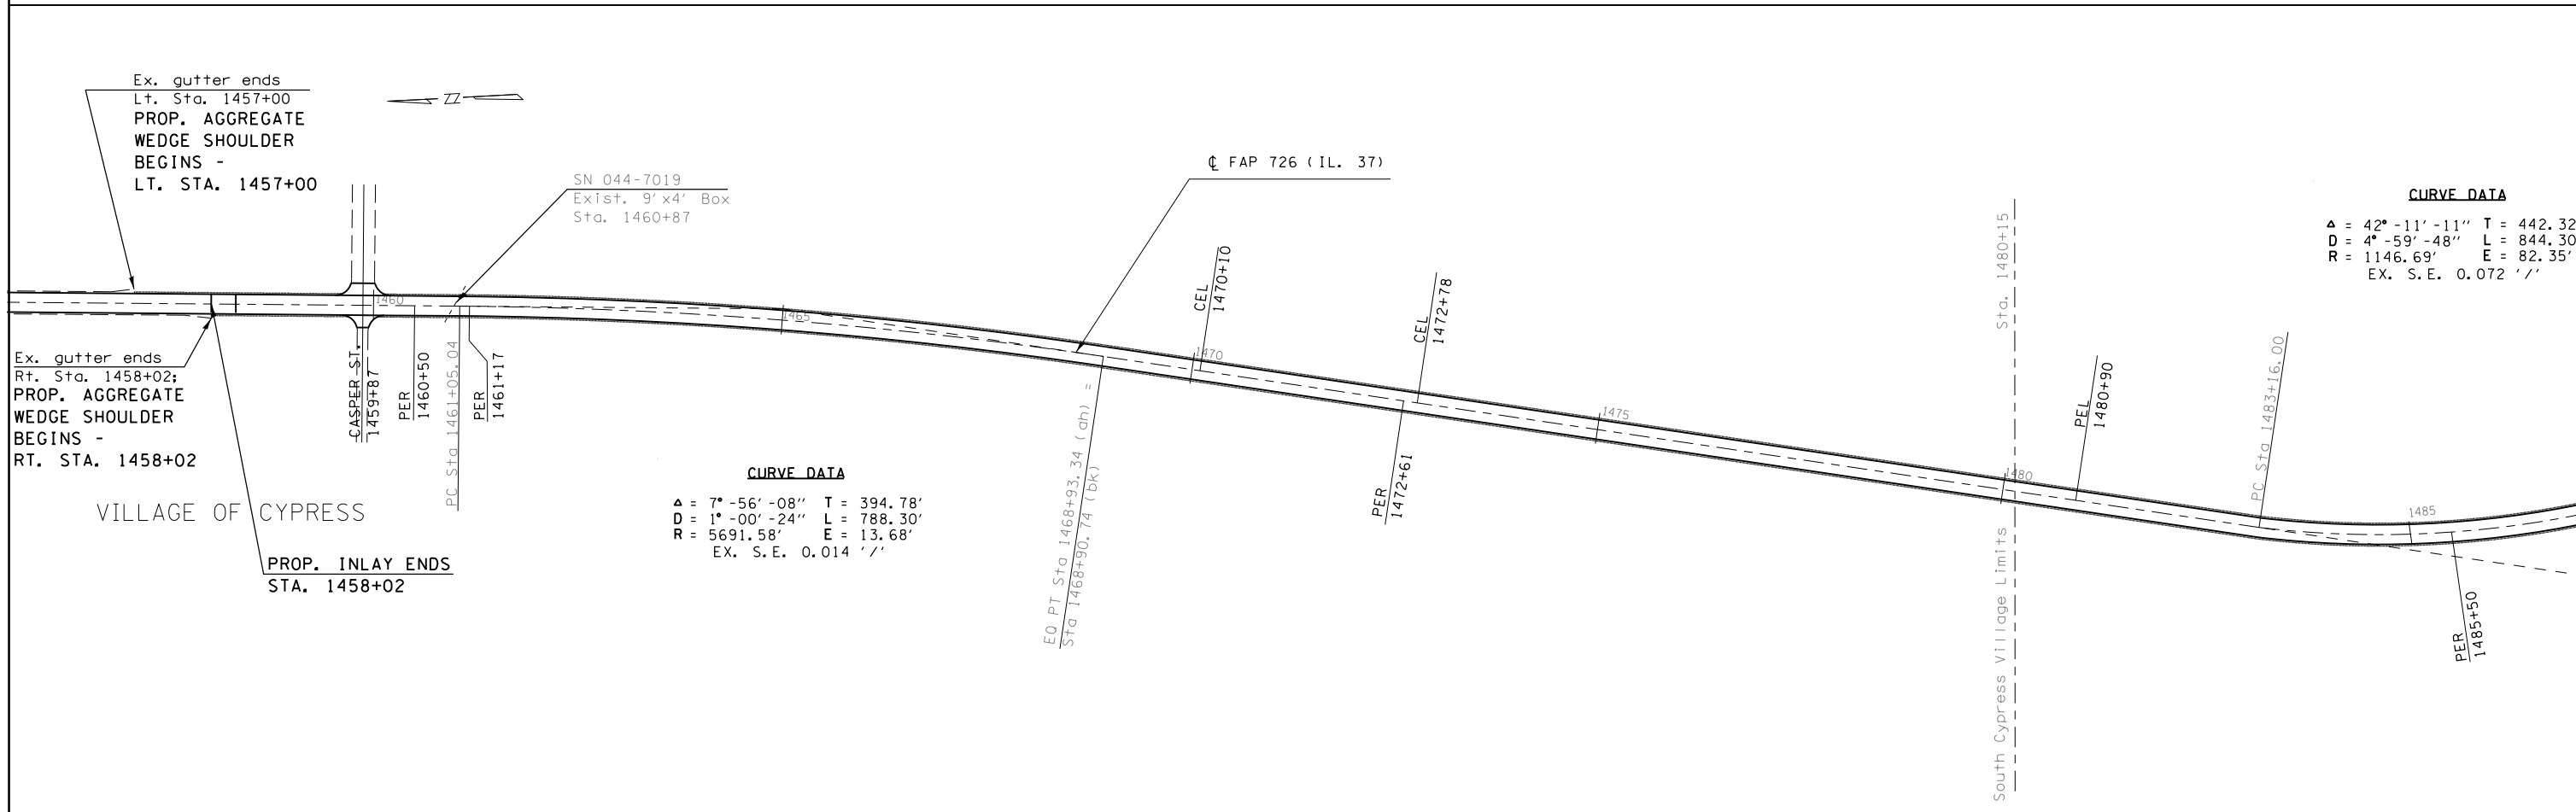 Ex. gutter ends
Lt. Sta. 1457+00
PROP. AGGREGATE
WEDGE SHOULDER
BEGINS -
LT. STA. 1457+00
Z
SN 044-7019
Exist. 9'x4' Box
Sta. 1460+87
℄ FAP 726 (IL. 37)
CURVE DATA
Δ = 42°-11'-11" T = 442.32
D = 4°-59'-48" L = 844.30
R = 1146.69' E = 82.35'
EX. S.E. 0.072 '/'
Ex. gutter ends
Rt. Sta. 1458+02;
PROP. AGGREGATE
WEDGE SHOULDER
BEGINS -
RT. STA. 1458+02
VILLAGE OF CYPRESS
PROP. INLAY ENDS
STA. 1458+02
CASPER ST.
1459+87
1460
PER
1460+50
PC Sta 1461+05.04
PER
1461+17
1465
CURVE DATA
Δ = 7°-56'-08" T = 394.78'
D = 1°-00'-24" L = 788.30'
R = 5691.58' E = 13.68'
EX. S.E. 0.014 '/'
EQ PT Sta 1468+93.34 (ah) =
Sta 1468+90.74 (bk)
CEL
1470+10
1470
PER
1472+61
CEL
1472+78
1475
Sta. 1480+15
South Cypress Village Limits
1480
PEL
1480+90
PC Sta 1483+16.00
1485
PER
1485+50